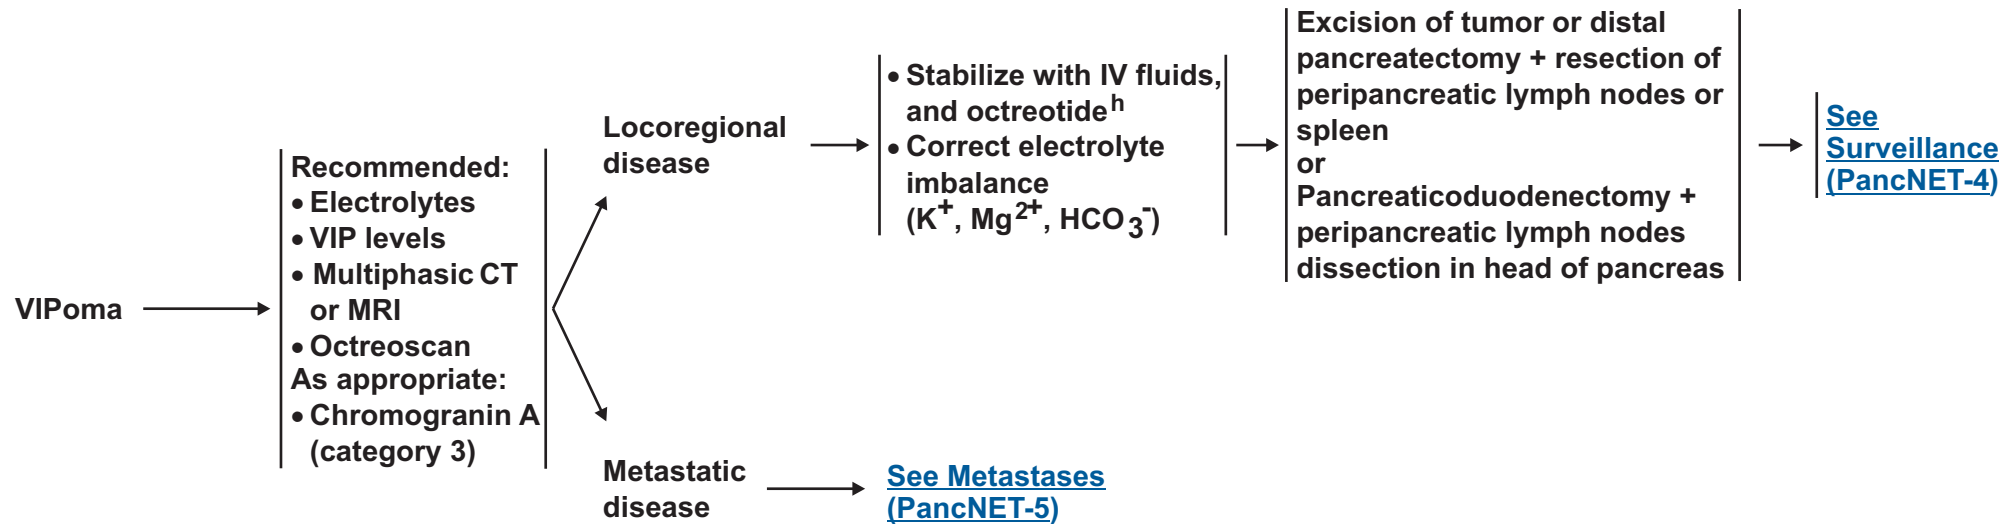 VIPoma
Recommended:
• Electrolytes
• VIP levels
• Multiphasic CT
or MRI
• Octreoscan
As appropriate:
• Chromogranin A
(category 3)
Locoregional
disease
• Stabilize with IV fluids,
and octreotideʰ
• Correct electrolyte
imbalance
(K⁺, Mg²⁺, HCO₃⁻)
Excision of tumor or distal
pancreatectomy + resection of
peripancreatic lymph nodes or
spleen
or
Pancreaticoduodenectomy +
peripancreatic lymph nodes
dissection in head of pancreas
See
Surveillance
(PancNET-4)
Metastatic
disease
See Metastases
(PancNET-5)